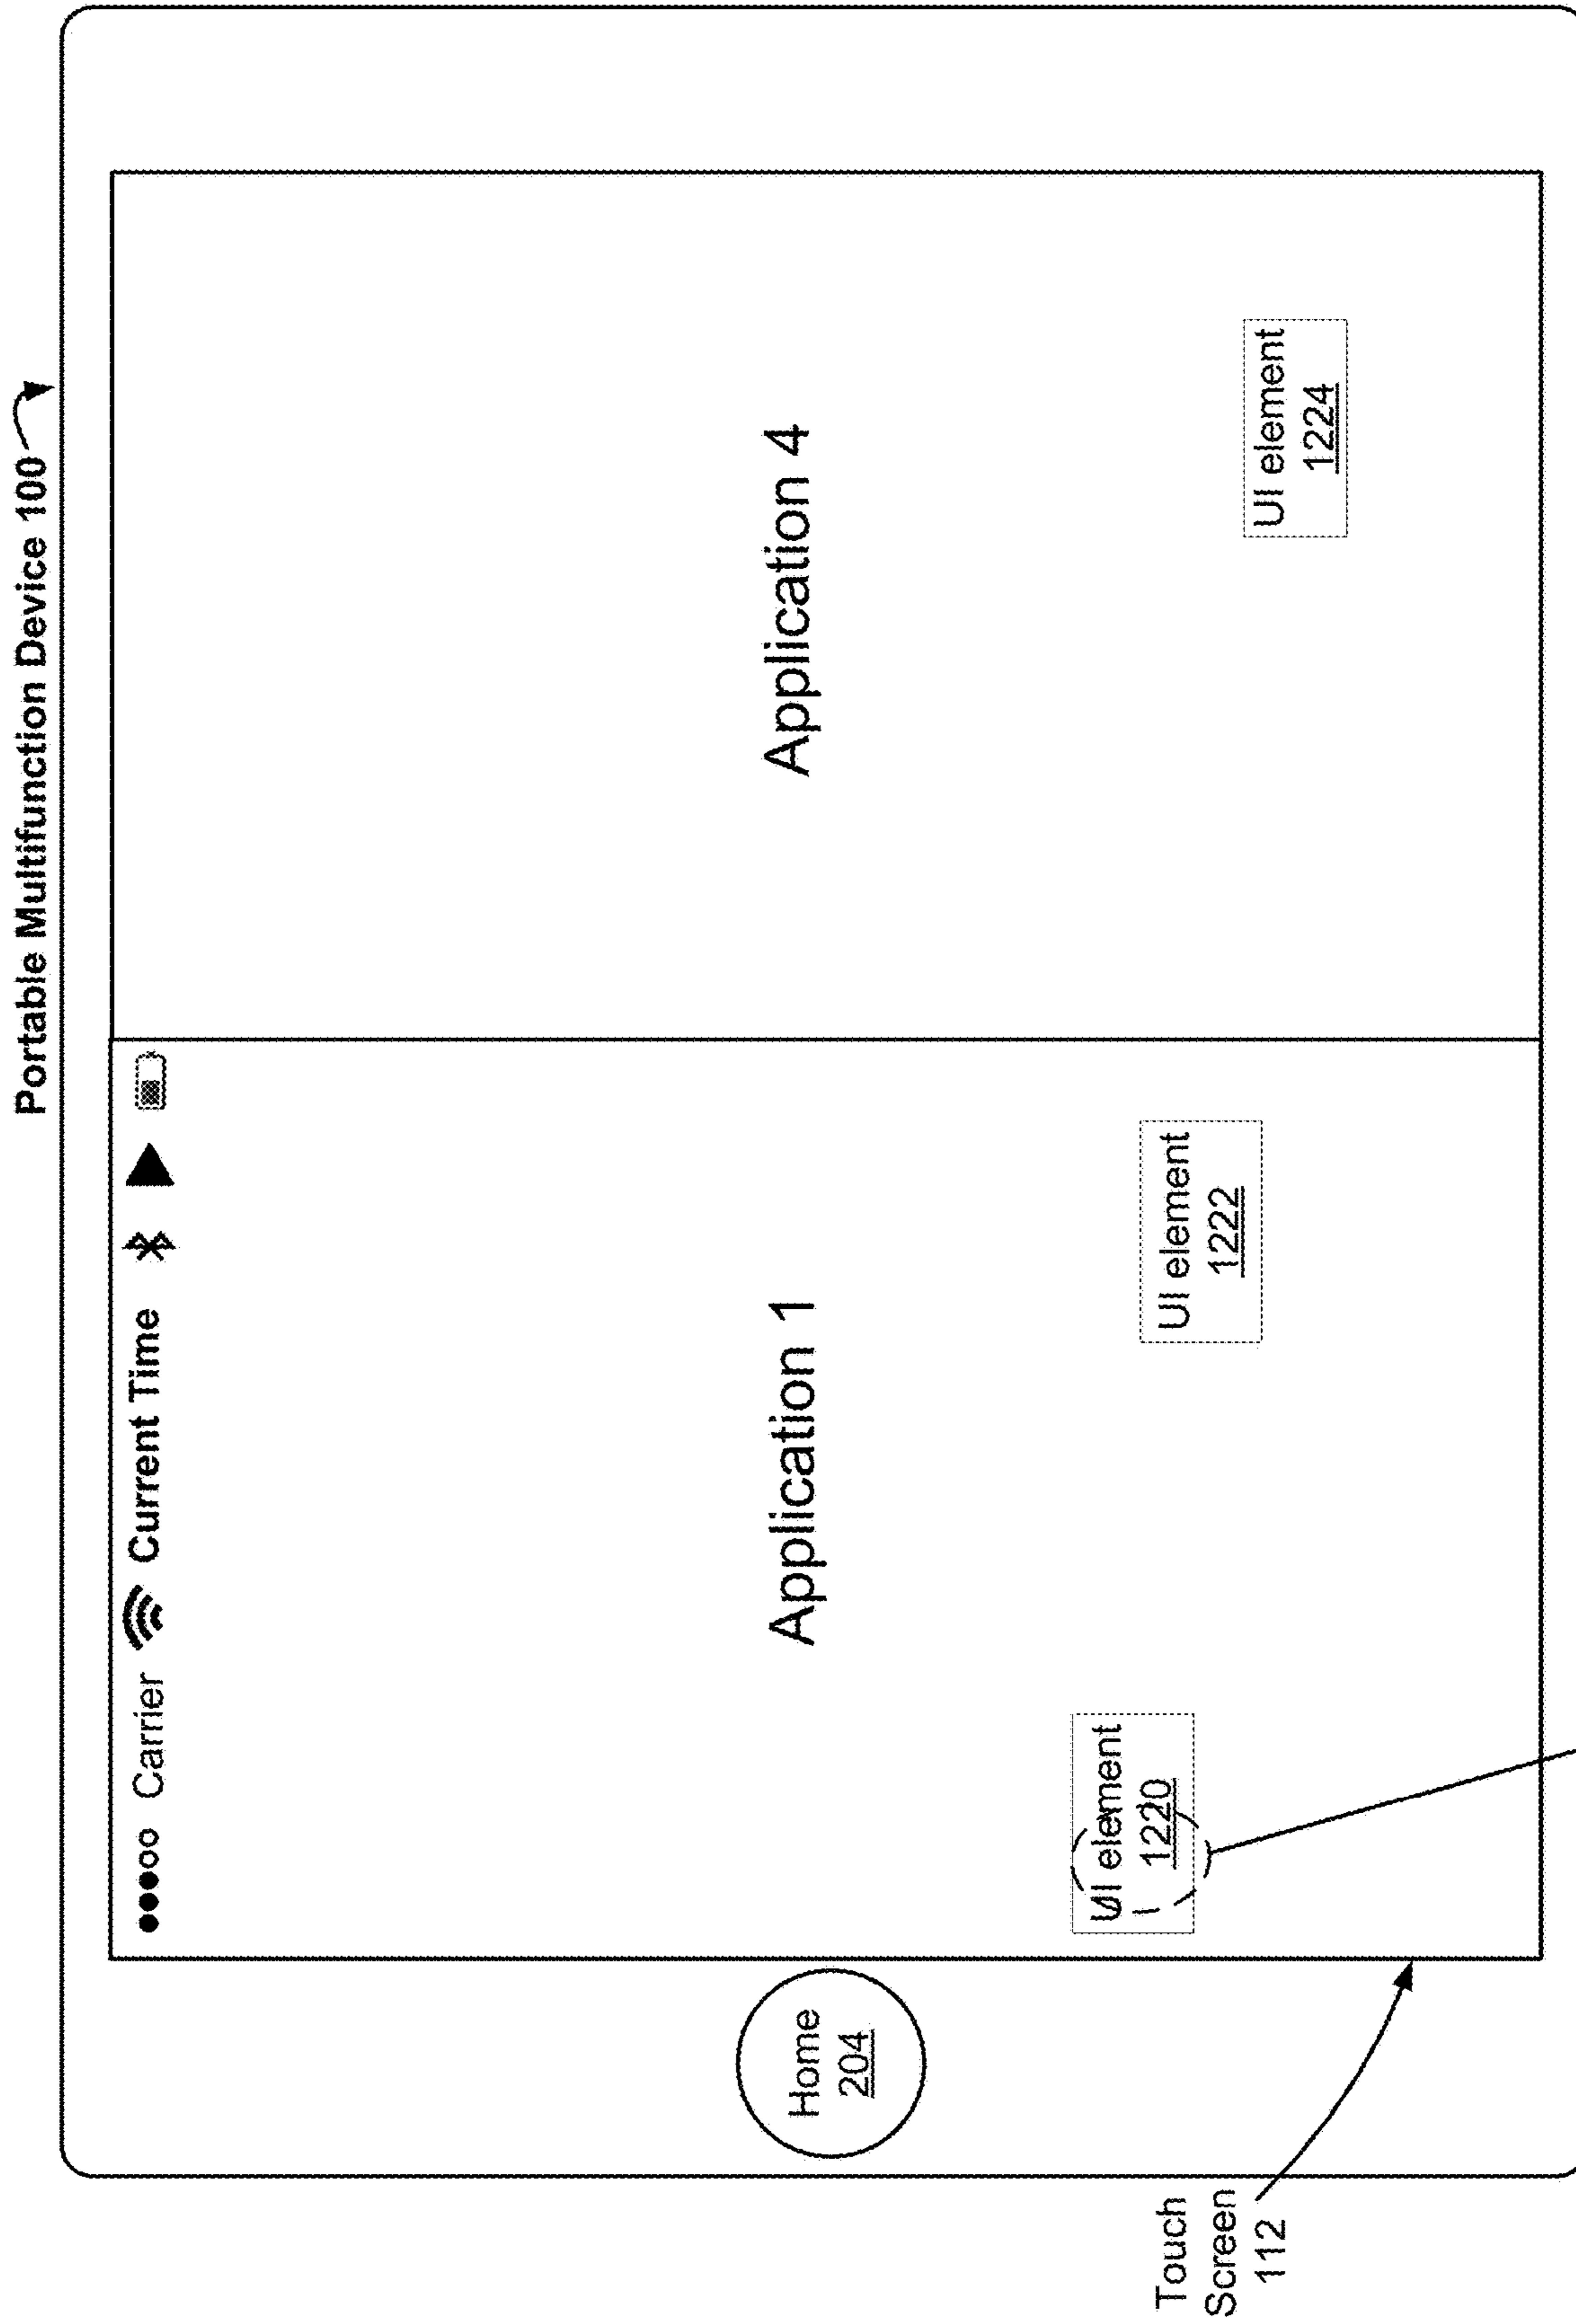 Portable Multifunction Device 100
Carrier
Current Time
Application 1
Application 4
UI element
1220
UI element
1222
UI element
1224
Home
204
Touch
Screen
112